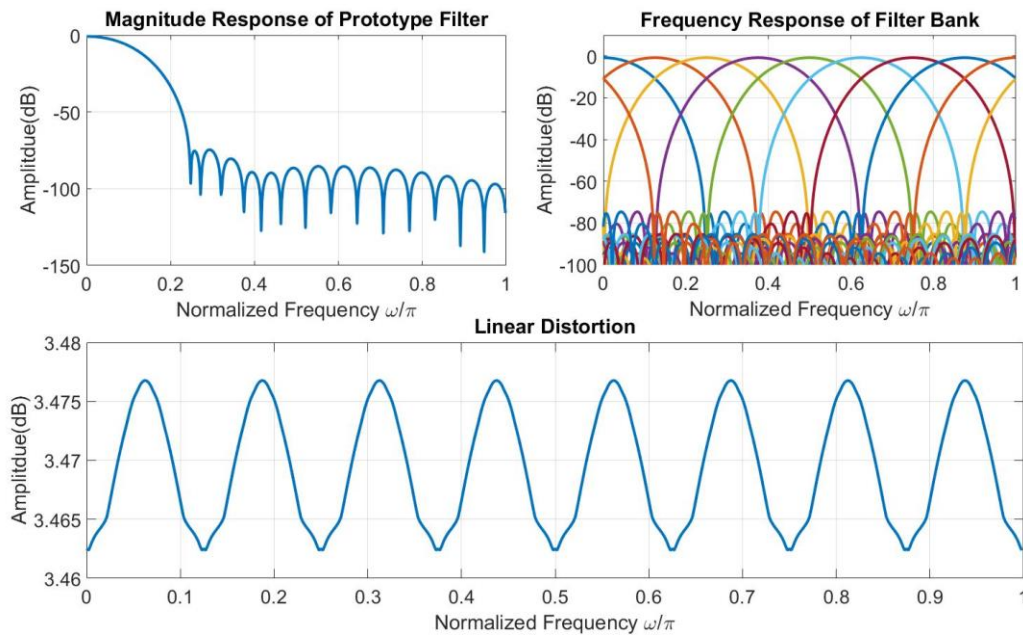 Magnitude Response of Prototype Filter
0
-50
-100
-150
Amplitdue(dB)
0 0.2 0.4 0.6 0.8 1
Normalized Frequency ω/π
Frequency Response of Filter Bank
0
-20
-40
-60
-80
-100
Amplitdue(dB)
0 0.2 0.4 0.6 0.8 1
Normalized Frequency ω/π
Linear Distortion
3.48
3.475
3.47
3.465
3.46
Amplitdue(dB)
0 0.1 0.2 0.3 0.4 0.5 0.6 0.7 0.8 0.9 1
Normalized Frequency ω/π